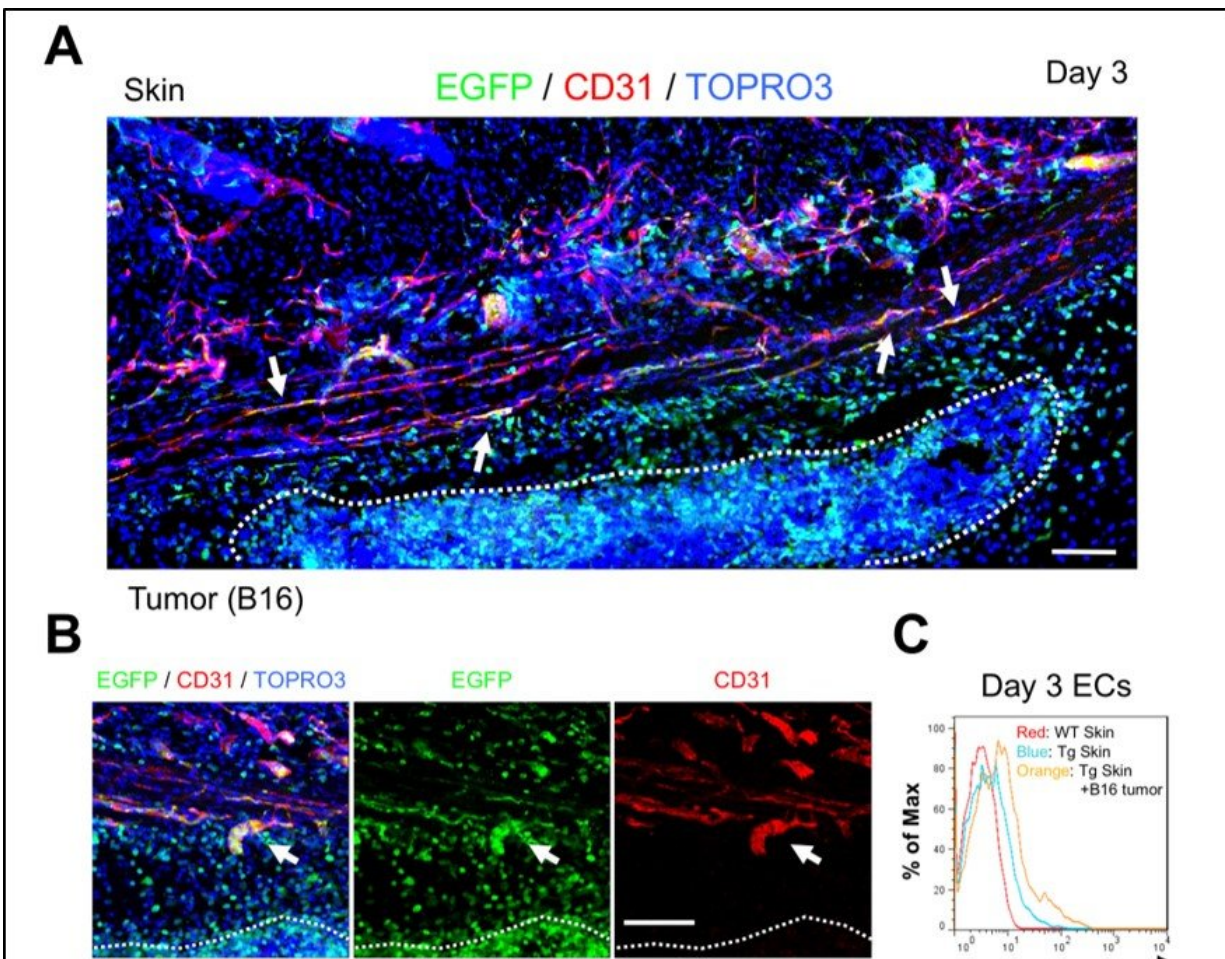 A
Skin
EGFP / CD31 / TOPRO3
Day 3
Tumor (B16)
B
EGFP / CD31 / TOPRO3
EGFP
CD31
C
Day 3 ECs
Red: WT Skin
Blue: Tg Skin
Orange: Tg Skin
+B16 tumor
% of Max
100
80
60
40
20
0
10⁰
10¹
10²
10³
10⁴